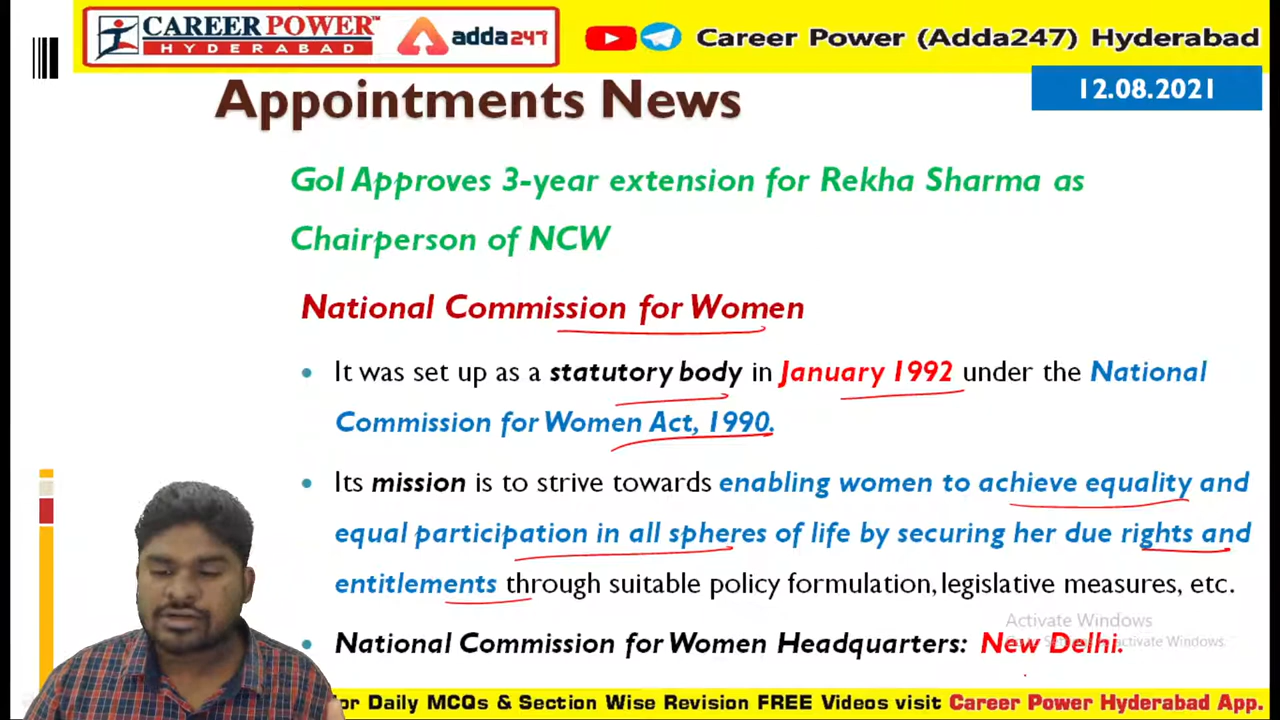 CAREER POWER™
HYDERABAD
adda247
Career Power (Adda247) Hyderabad
Appointments News
12.08.2021
GoI Approves 3-year extension for Rekha Sharma as
Chairperson of NCW
National Commission for Women
• It was set up as a statutory body in January 1992 under the National
Commission for Women Act, 1990.
• Its mission is to strive towards enabling women to achieve equality and
equal participation in all spheres of life by securing her due rights and
entitlements through suitable policy formulation, legislative measures, etc.
Activate Windows
activate Windows.
• National Commission for Women Headquarters: New Delhi.
for Daily MCQs & Section Wise Revision FREE Videos visit Career Power Hyderabad App.